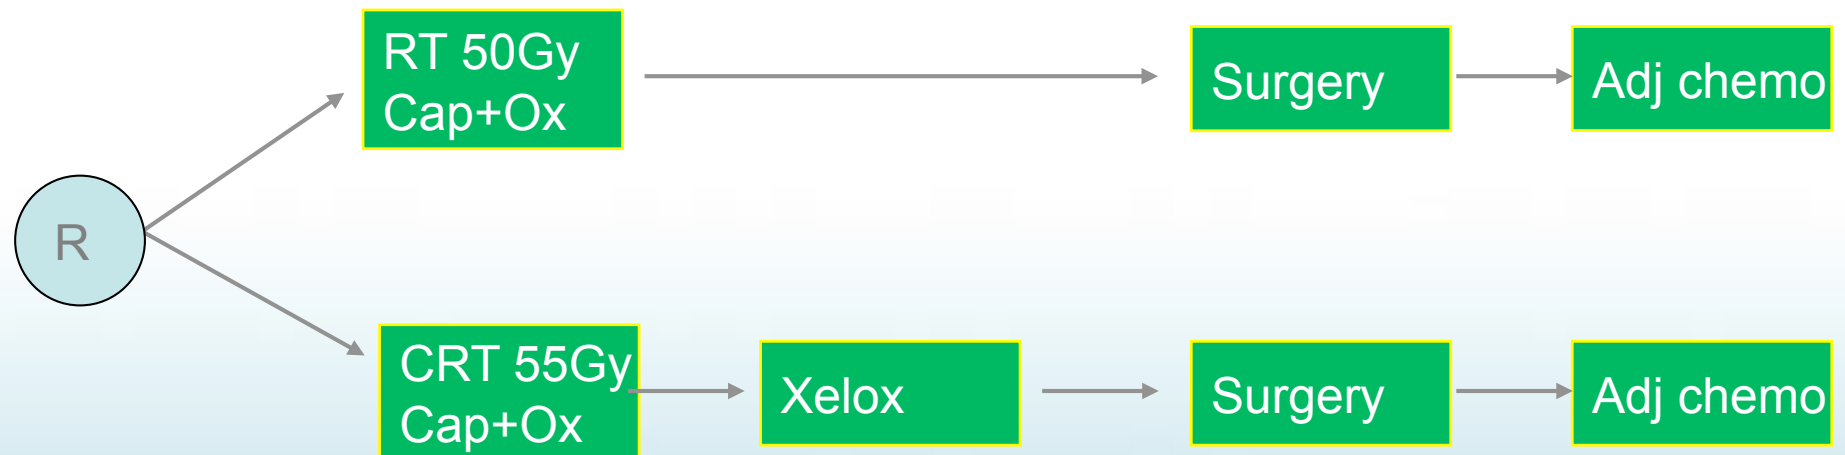 RT 50Gy
Cap+Ox
Surgery
Adj chemo
R
CRT 55Gy
Cap+Ox
Xelox
Surgery
Adj chemo